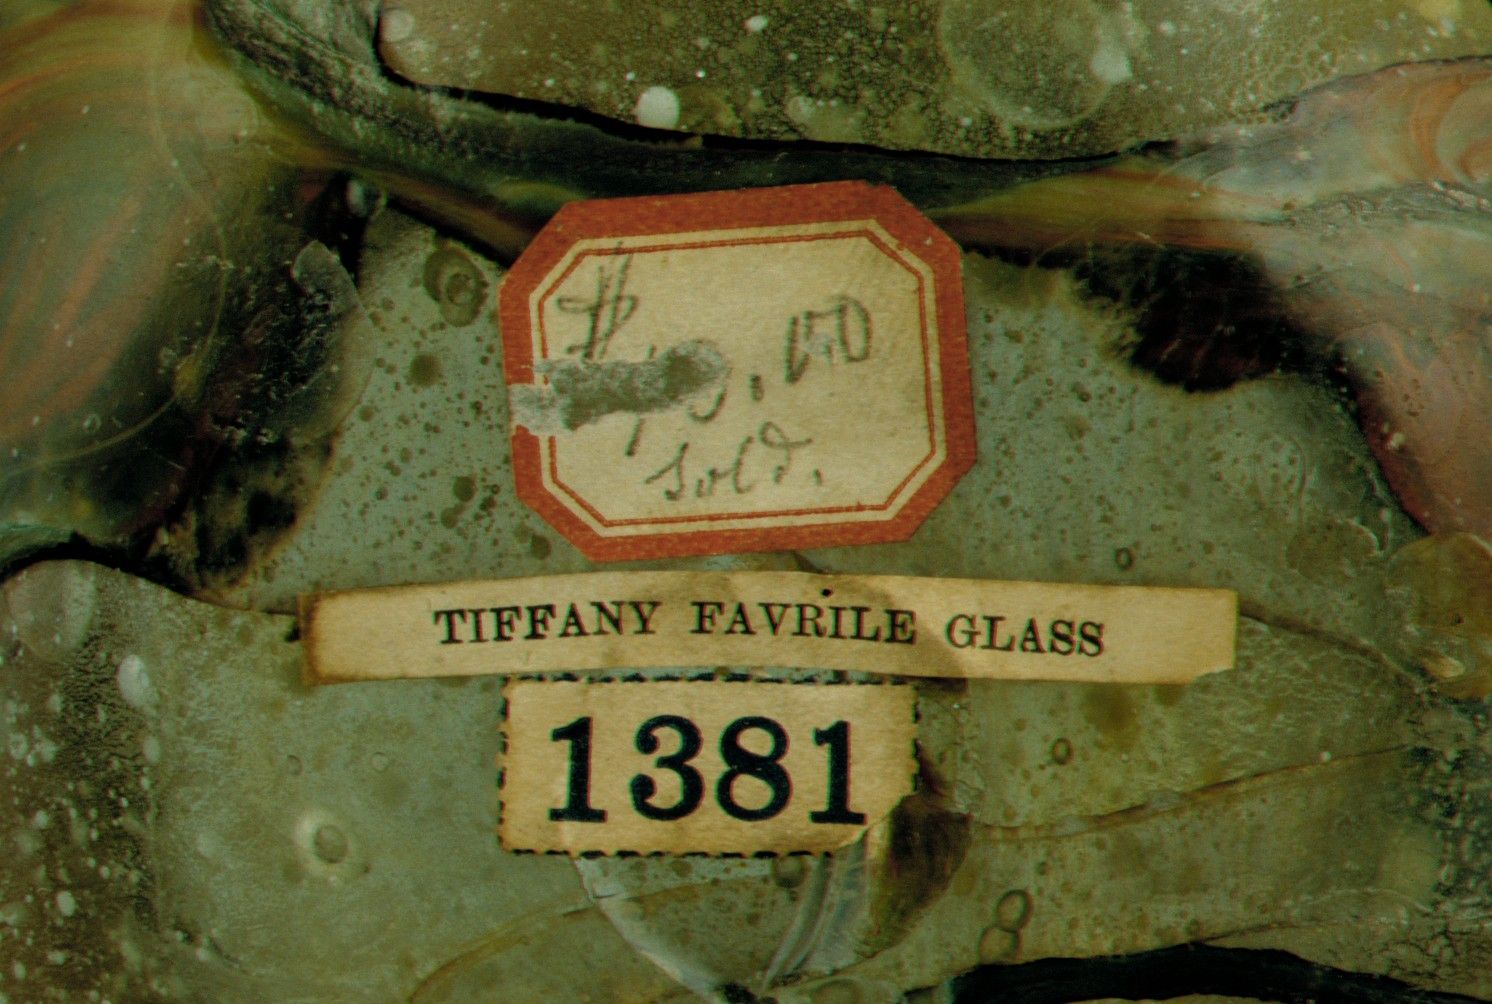 sold.
TIFFANY FAVRILE GLASS
1381